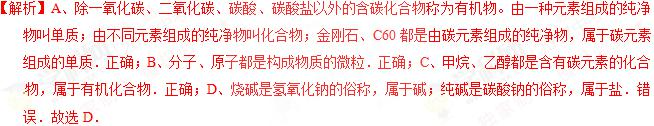 【解析】A、除一氧化碳、二氧化碳、碳酸、碳酸盐以外的含碳化合物称为有机物。由一种元素组成的纯净
物叫单质；由不同元素组成的纯净物叫化合物；金刚石、C60 都是由碳元素组成的纯净物，属于碳元素
组成的单质．正确；B、分子、原子都是构成物质的微粒．正确；C、甲烷、乙醇都是含有碳元素的化合
物，属于有机化合物．正确；D、烧碱是氢氧化钠的俗称，属于碱；纯碱是碳酸钠的俗称，属于盐．错
误．故选 D．